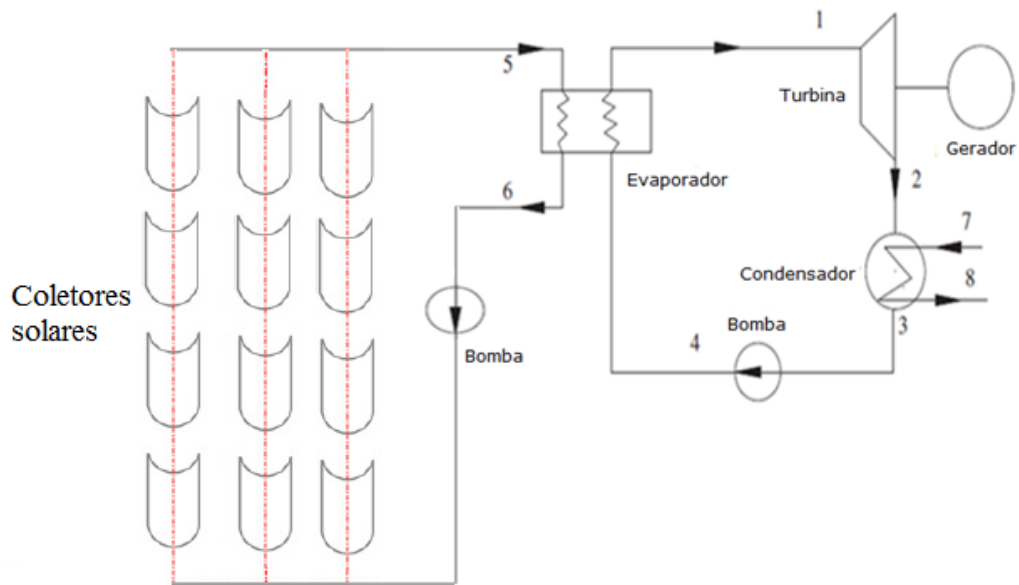 1
5
Turbina
Gerador
Evaporador
6
2
7
Condensador
8
Coletores
solares
Bomba
3
4
Bomba